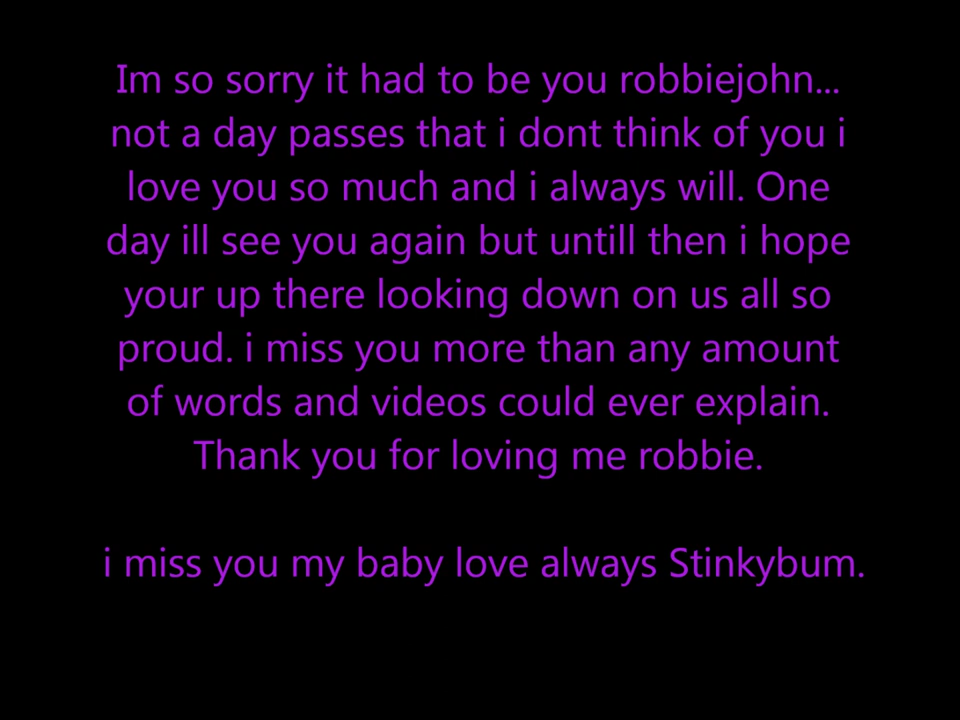 Im so sorry it had to be you robbiejohn...
not a day passes that i dont think of you i
love you so much and i always will. One
day ill see you again but untill then i hope
your up there looking down on us all so
proud. i miss you more than any amount
of words and videos could ever explain.
Thank you for loving me robbie.
i miss you my baby love always Stinkybum.